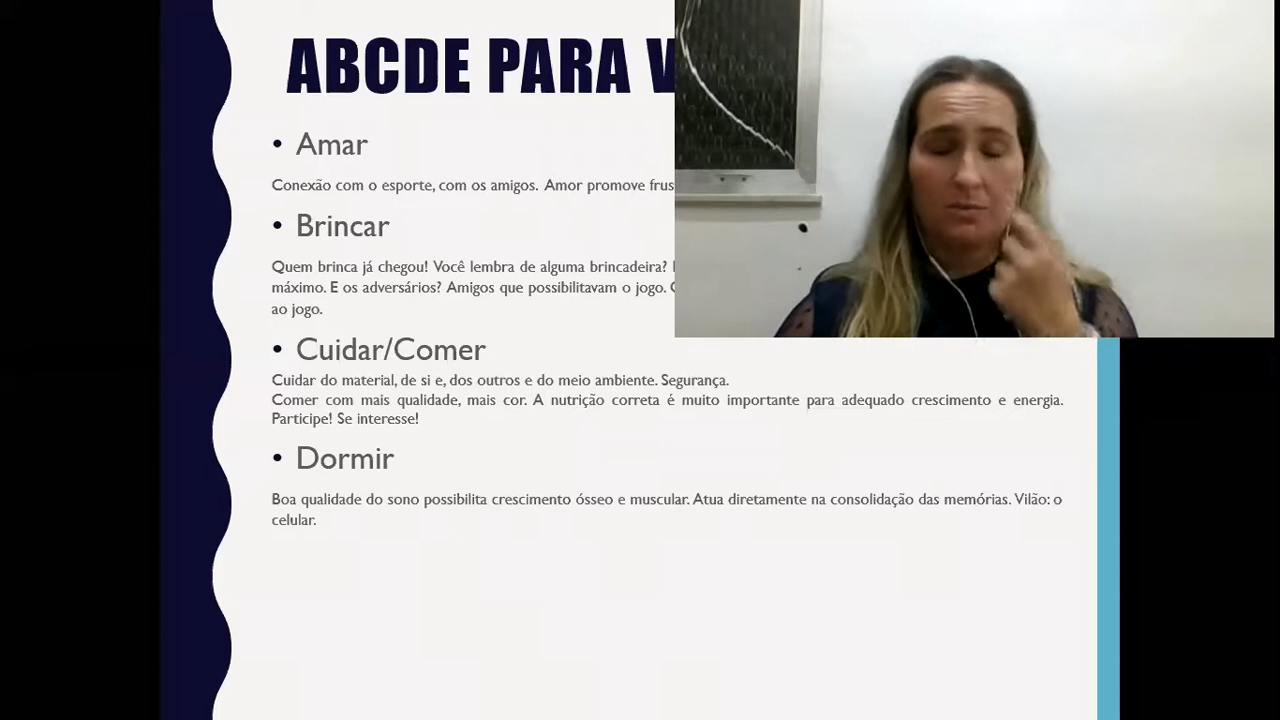 ABCDE PARA
• Amar
Conexão com o esporte, com os amigos. Amor promove
• Brincar
Quem brinca já chegou! Você lembra de alguma brincadeira?
máximo. E os adversários? Amigos que possibilitavam o jogo.
ao jogo.
• Cuidar/Comer
Cuidar do material, de si e, dos outros e do meio ambiente. Segurança.
Comer com mais qualidade, mais cor. A nutrição correta é muito importante para adequado crescimento e energia.
Participe! Se interesse!
• Dormir
Boa qualidade do sono possibilita crescimento ósseo e muscular. Atua diretamente na consolidação das memórias. Vilão: o
celular.